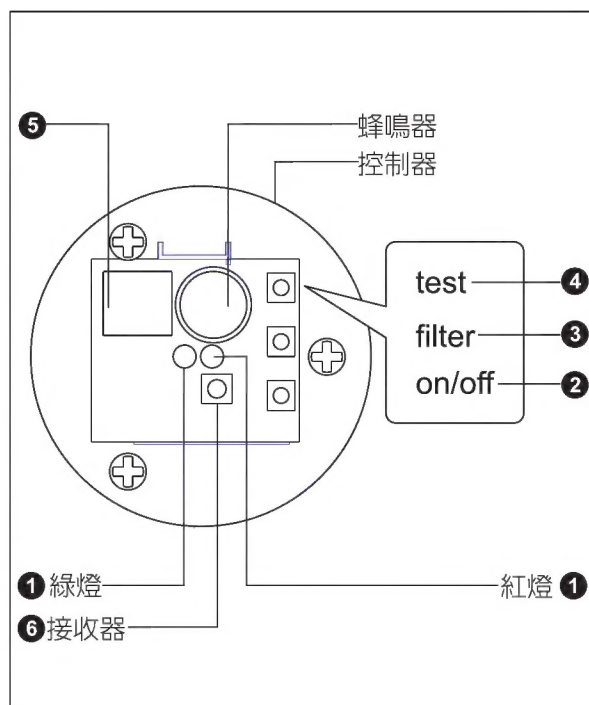 ❺
蜂鳴器
控制器
test ❹
filter ❸
on/off ❷
❶ 綠燈
紅燈 ❶
❻ 接收器